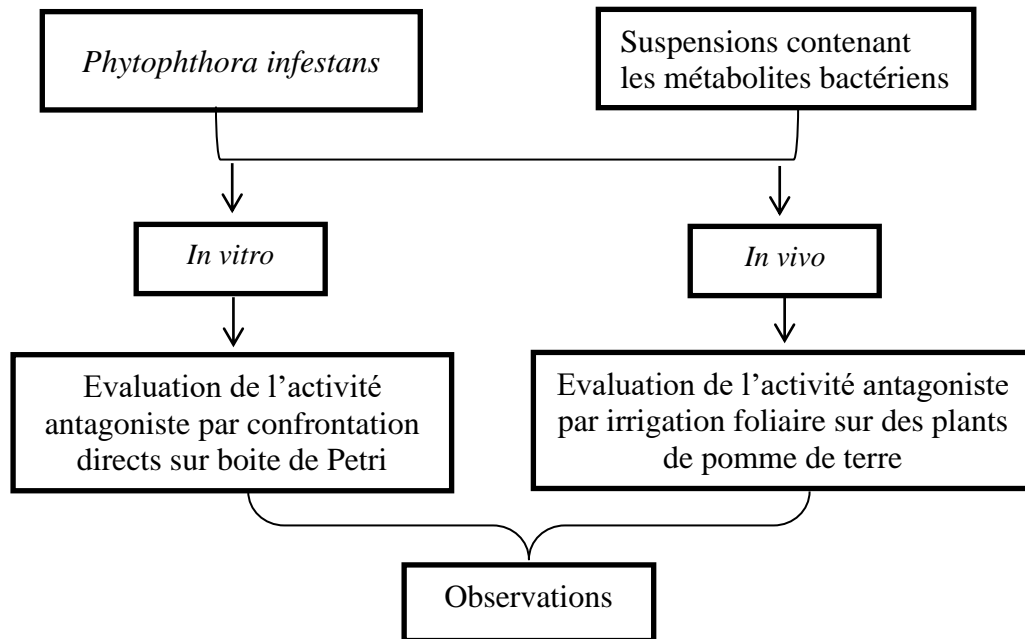 Phytophthora infestans
Suspensions contenant
les métabolites bactériens
In vitro
In vivo
Evaluation de l’activité
antagoniste par confrontation
directs sur boite de Petri
Evaluation de l’activité antagoniste
par irrigation foliaire sur des plants
de pomme de terre
Observations